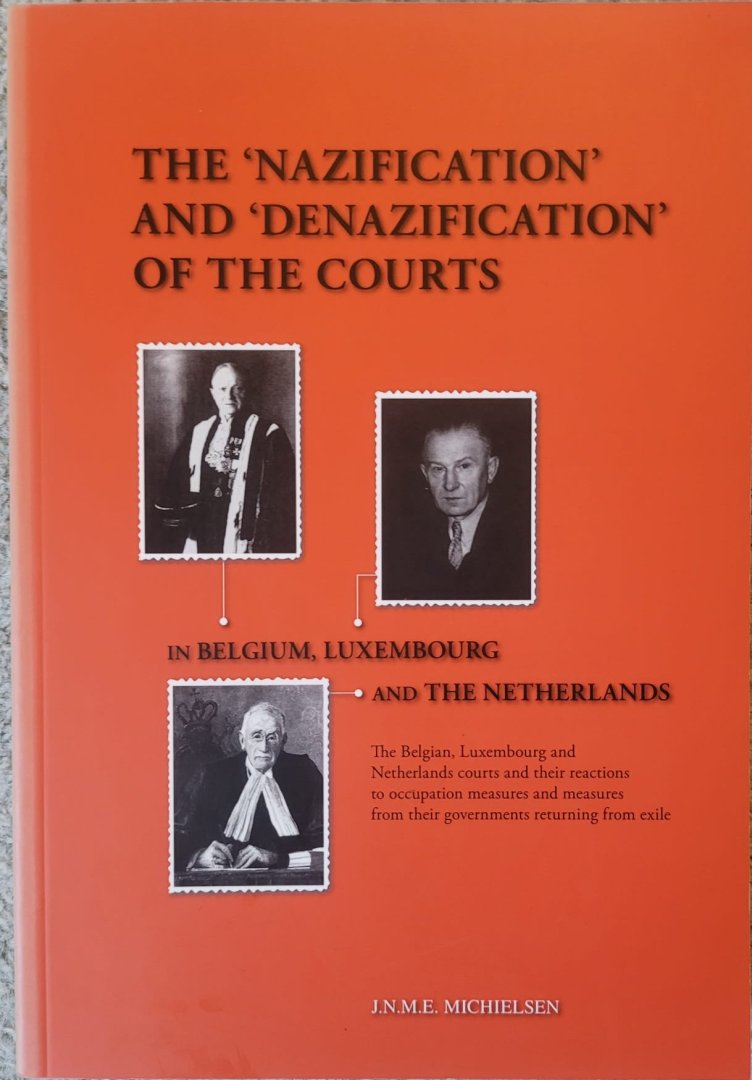 THE ‘NAZIFICATION’
AND ‘DENAZIFICATION’
OF THE COURTS
IN BELGIUM, LUXEMBOURG
AND THE NETHERLANDS
The Belgian, Luxembourg and
Netherlands courts and their reactions
to occupation measures and measures
from their governments returning from exile
J.N.M.E. MICHIELSEN